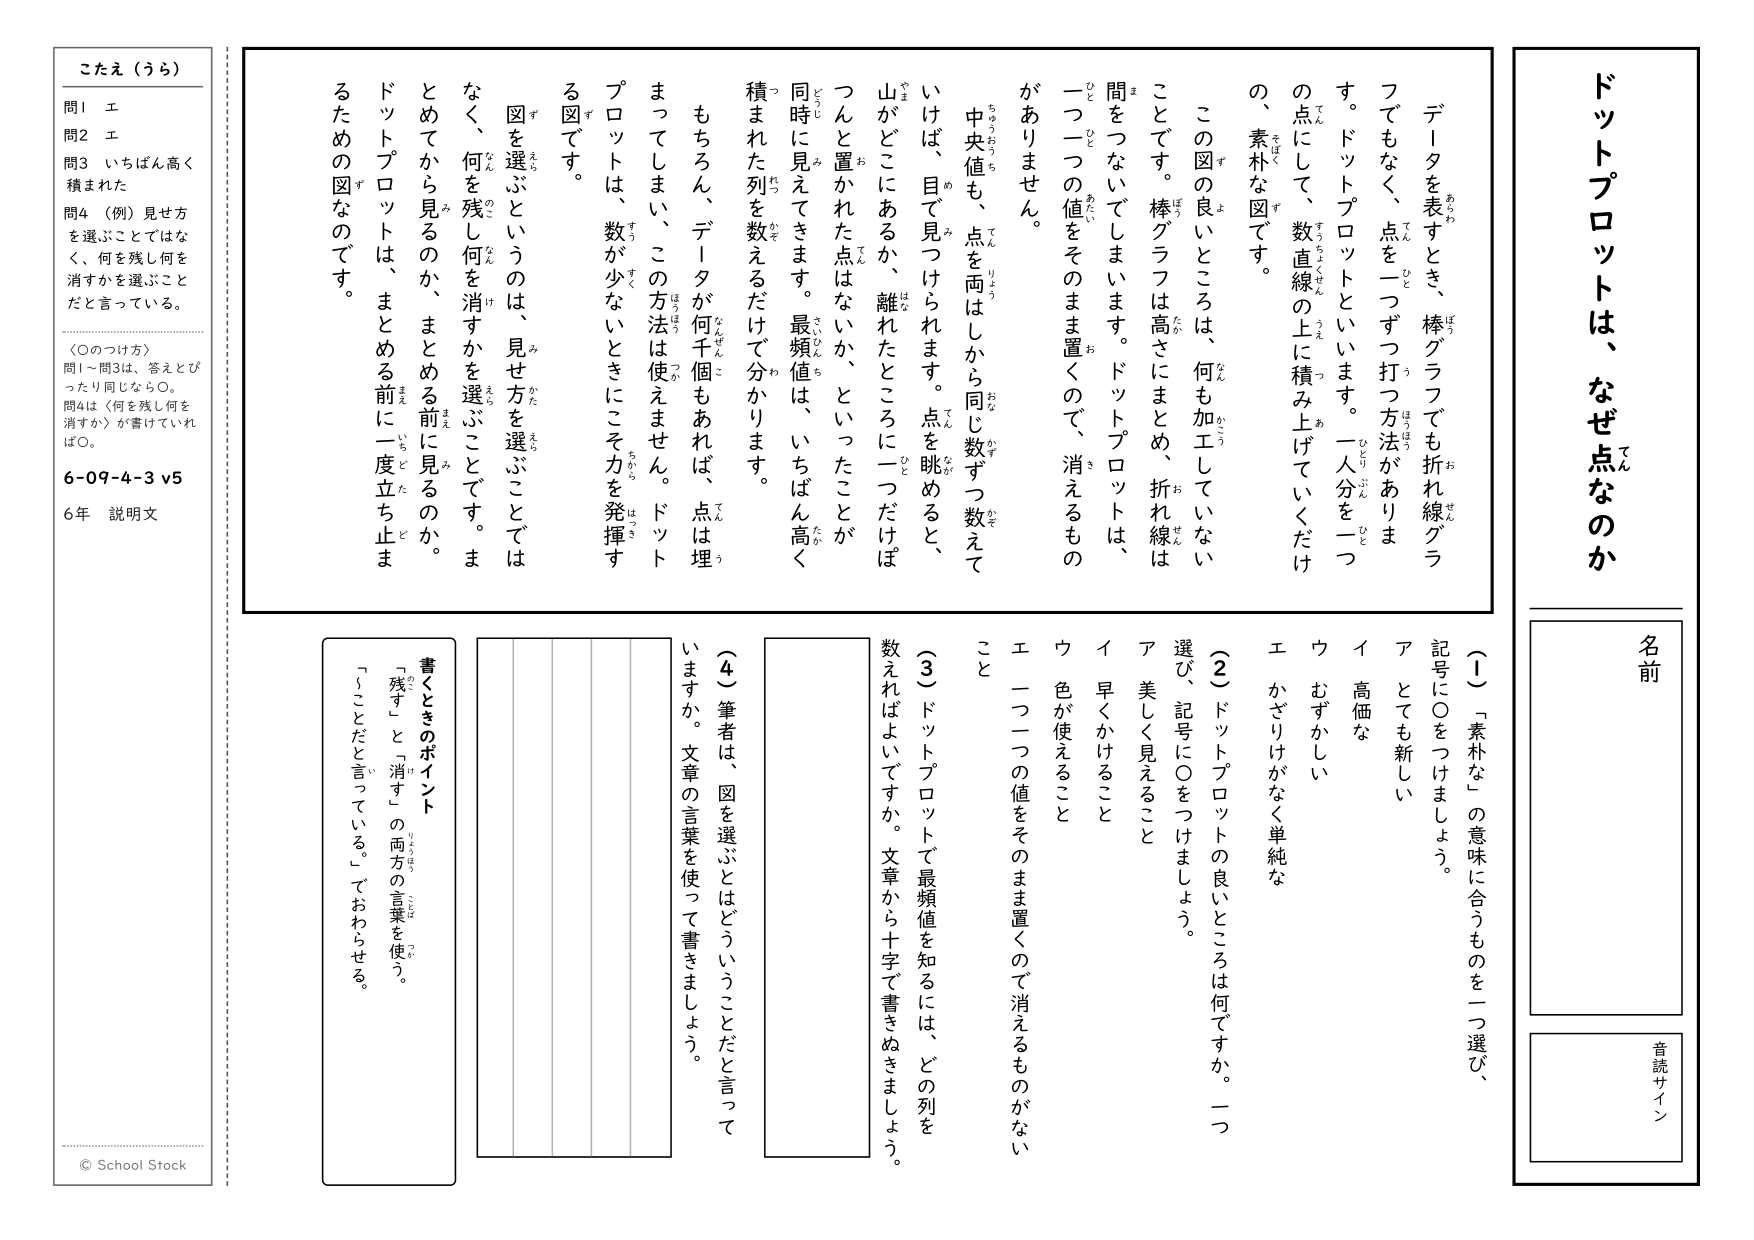 ドットプロットは、なぜ点なのか
名前
音読サイン
データを表すとき、棒グラフでも折れ線グラ
フでもなく、点を一つずつ打つ方法がありま
す。ドットプロットといいます。一人分を一つ
の点にして、数直線の上に積み上げていくだけ
の、素朴な図です。
この図の良いところは、何も加工していない
ことです。棒グラフは高さにまとめ、折れ線は
間をつないでしまいます。ドットプロットは、
一つ一つの値をそのまま置くので、消えるもの
がありません。
中央値も、点を両はしから同じ数ずつ数えて
いけば、目で見つけられます。点を眺めると、
山がどこにあるか、離れたところに一つだけぽ
つんと置かれた点はないか、といったことが
同時に見えてきます。最頻値は、いちばん高く
積まれた列を数えるだけで分かります。
もちろん、データが何千個もあれば、点は埋
まってしまい、この方法は使えません。ドット
プロットは、数が少ないときにこそ力を発揮す
る図です。
図を選ぶというのは、見せ方を選ぶことでは
なく、何を残し何を消すかを選ぶことです。ま
とめてから見るのか、まとめる前に見るのか。
ドットプロットは、まとめる前に一度立ち止ま
るための図なのです。
（1）「素朴な」の意味に合うものを一つ選び、
記号に○をつけましょう。
ア　とても新しい
イ　高価な
ウ　むずかしい
エ　かざりけがなく単純な
（2）ドットプロットの良いところは何ですか。一つ
選び、記号に○をつけましょう。
ア　美しく見えること
イ　早くかけること
ウ　色が使えること
エ　一つ一つの値をそのまま置くので消えるものがない
こと
（3）ドットプロットで最頻値を知るには、どの列を
数えればよいですか。文章から十字で書きぬきましょう。
（4）筆者は、図を選ぶとはどういうことだと言って
いますか。文章の言葉を使って書きましょう。
書くときのポイント
「残す」と「消す」の両方の言葉を使う。
「〜ことだと言っている。」でおわらせる。
こたえ（うら）
問1　エ
問2　エ
問3　いちばん高く
積まれた
問4　（例）見せ方
を選ぶことではな
く、何を残し何を
消すかを選ぶこと
だと言っている。
〈○のつけ方〉
問1〜問3は、答えとぴ
ったり同じなら○。
問4は〈何を残し何を
消すか〉が書けていれ
ば○。
6-09-4-3 v5
6年　説明文
© School Stock